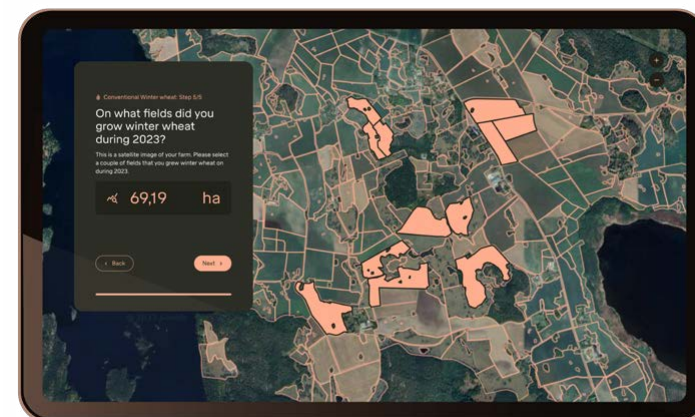 Conventional Winter wheat: Step 5/5
On what fields did you
grow winter wheat
during 2023?
This is a satellite image of your farm. Please select
a couple of fields that you grew winter wheat on
during 2023.
69,19 ha
‹ Back
Next ›
+
−